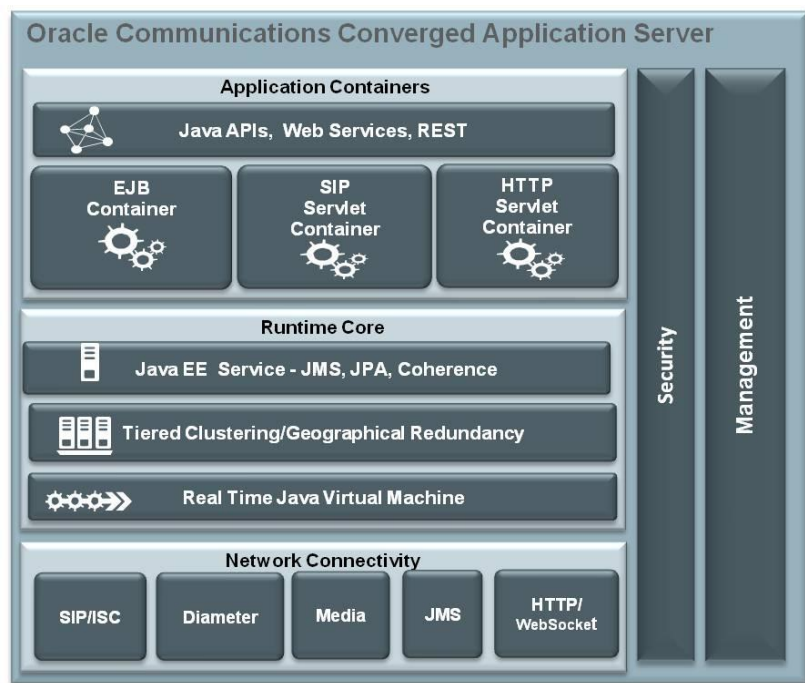 Oracle Communications Converged Application Server
Application Containers
Java APIs, Web Services, REST
EJB
Container
SIP
Servlet
Container
HTTP
Servlet
Container
Runtime Core
Java EE Service - JMS, JPA, Coherence
Tiered Clustering/Geographical Redundancy
Real Time Java Virtual Machine
Network Connectivity
SIP/ISC
Diameter
Media
JMS
HTTP/
WebSocket
Security
Management